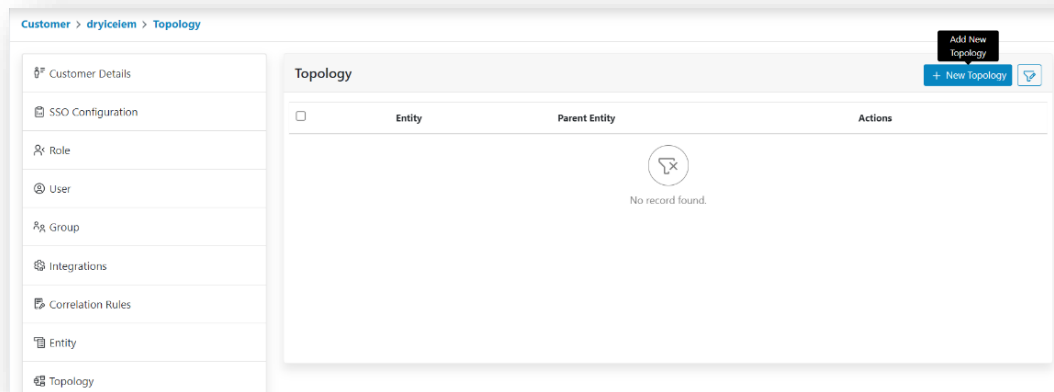 Customer > dryiceiem > Topology
Add New
Topology
Customer Details
Topology
+ New Topology
SSO Configuration
Entity
Parent Entity
Actions
Role
User
No record found.
Group
Integrations
Correlation Rules
Entity
Topology